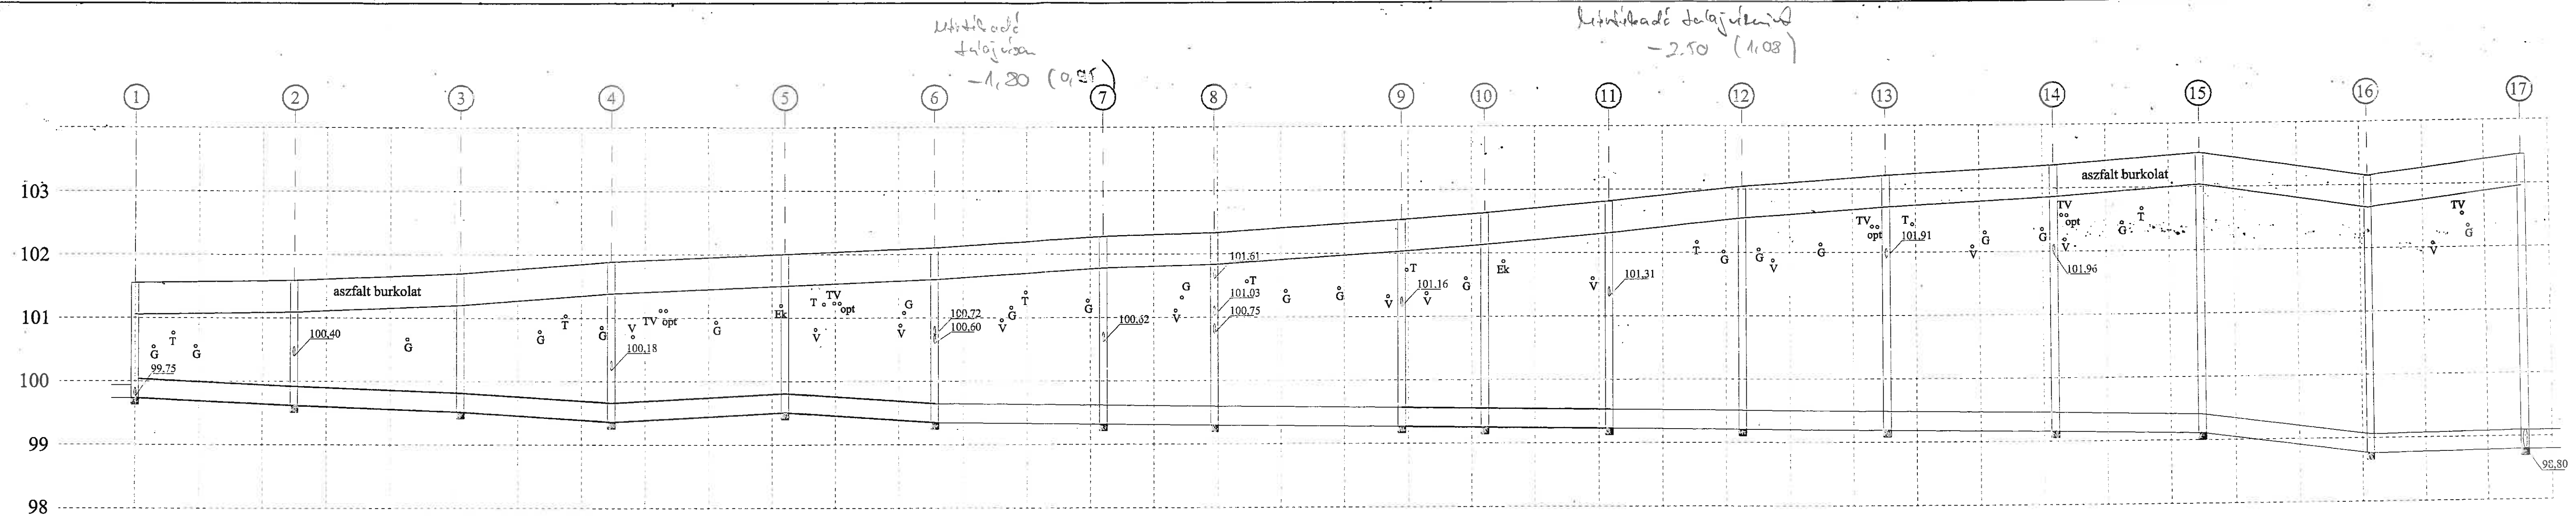 Mértékadó
talajvízszint
-1,80 (0,95)
-2.50 (1,08)
1 2 3 4 5 6 7 8 9 10 11 12 13 14 15 16 17
103
102
101
100
99
98
aszfalt burkolat
aszfalt burkolat
G T G
99.75
100,40
G
G T G V
100,18
TV opt G
Ek T V TV opt
V G
100,72
100,60
V G T G
100,62
V G
101.61
101,03
100,75
T G G V T
101.16
V G Ek V
101,31
T G G V G
TV opt T
101,91
V G G TV opt V
101,96
G T
V TV G
98,80